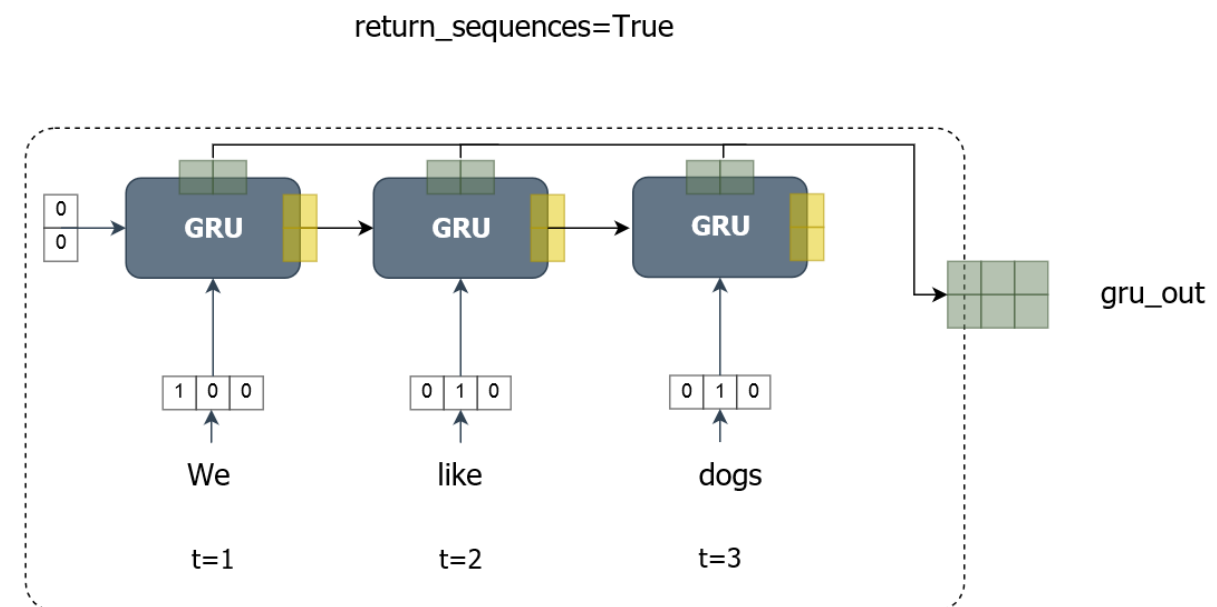 return_sequences=True
GRU GRU GRU
0
0
gru_out
1 0 0 0 1 0 0 1 0
We like dogs
t=1 t=2 t=3